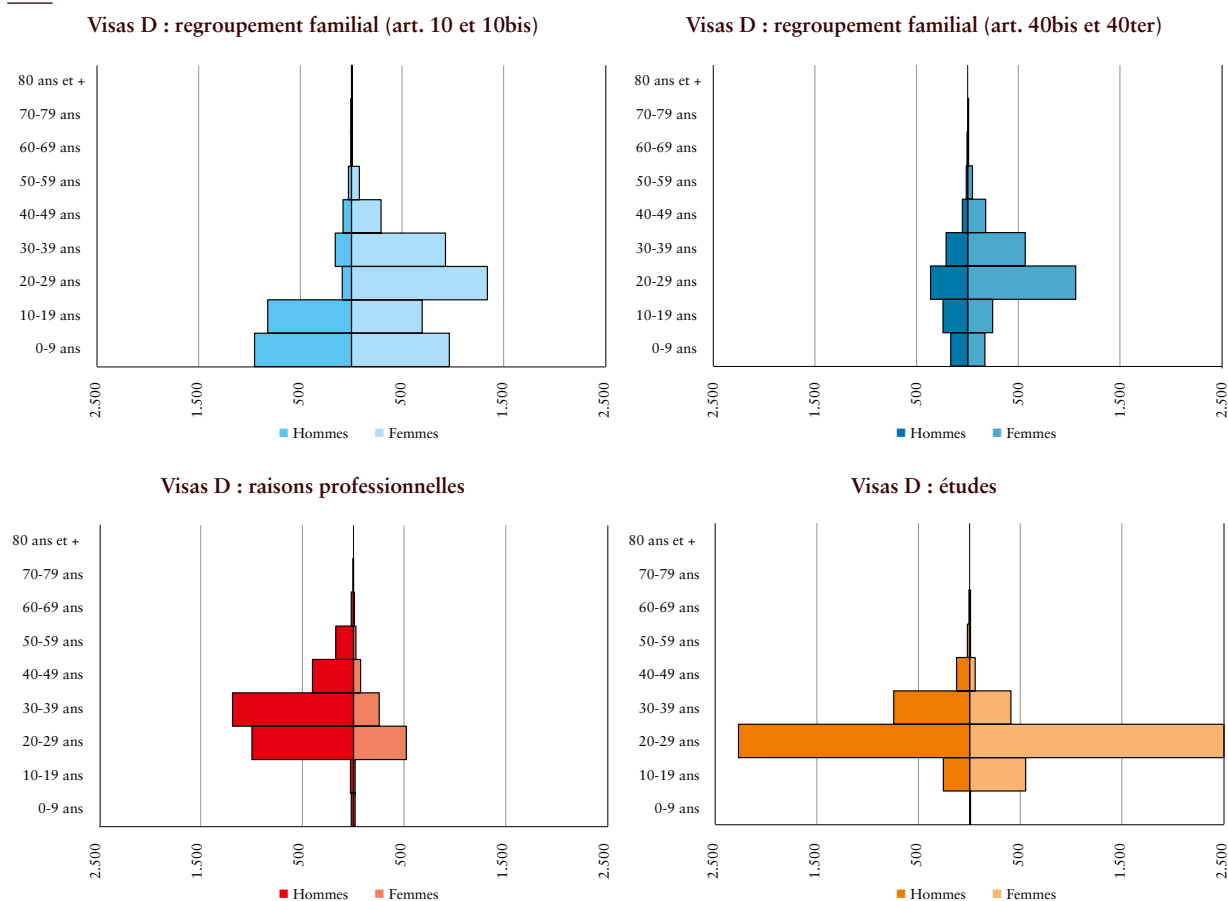 Visas D : regroupement familial (art. 10 et 10bis)
80 ans et +
70-79 ans
60-69 ans
50-59 ans
40-49 ans
30-39 ans
20-29 ans
10-19 ans
0-9 ans
2.500
1.500
500
500
1.500
2.500
Hommes Femmes
Visas D : regroupement familial (art. 40bis et 40ter)
80 ans et +
70-79 ans
60-69 ans
50-59 ans
40-49 ans
30-39 ans
20-29 ans
10-19 ans
0-9 ans
2.500
1.500
500
500
1.500
2.500
Hommes Femmes
Visas D : raisons professionnelles
80 ans et +
70-79 ans
60-69 ans
50-59 ans
40-49 ans
30-39 ans
20-29 ans
10-19 ans
0-9 ans
2.500
1.500
500
500
1.500
2.500
Hommes Femmes
Visas D : études
80 ans et +
70-79 ans
60-69 ans
50-59 ans
40-49 ans
30-39 ans
20-29 ans
10-19 ans
0-9 ans
2.500
1.500
500
500
1.500
2.500
Hommes Femmes